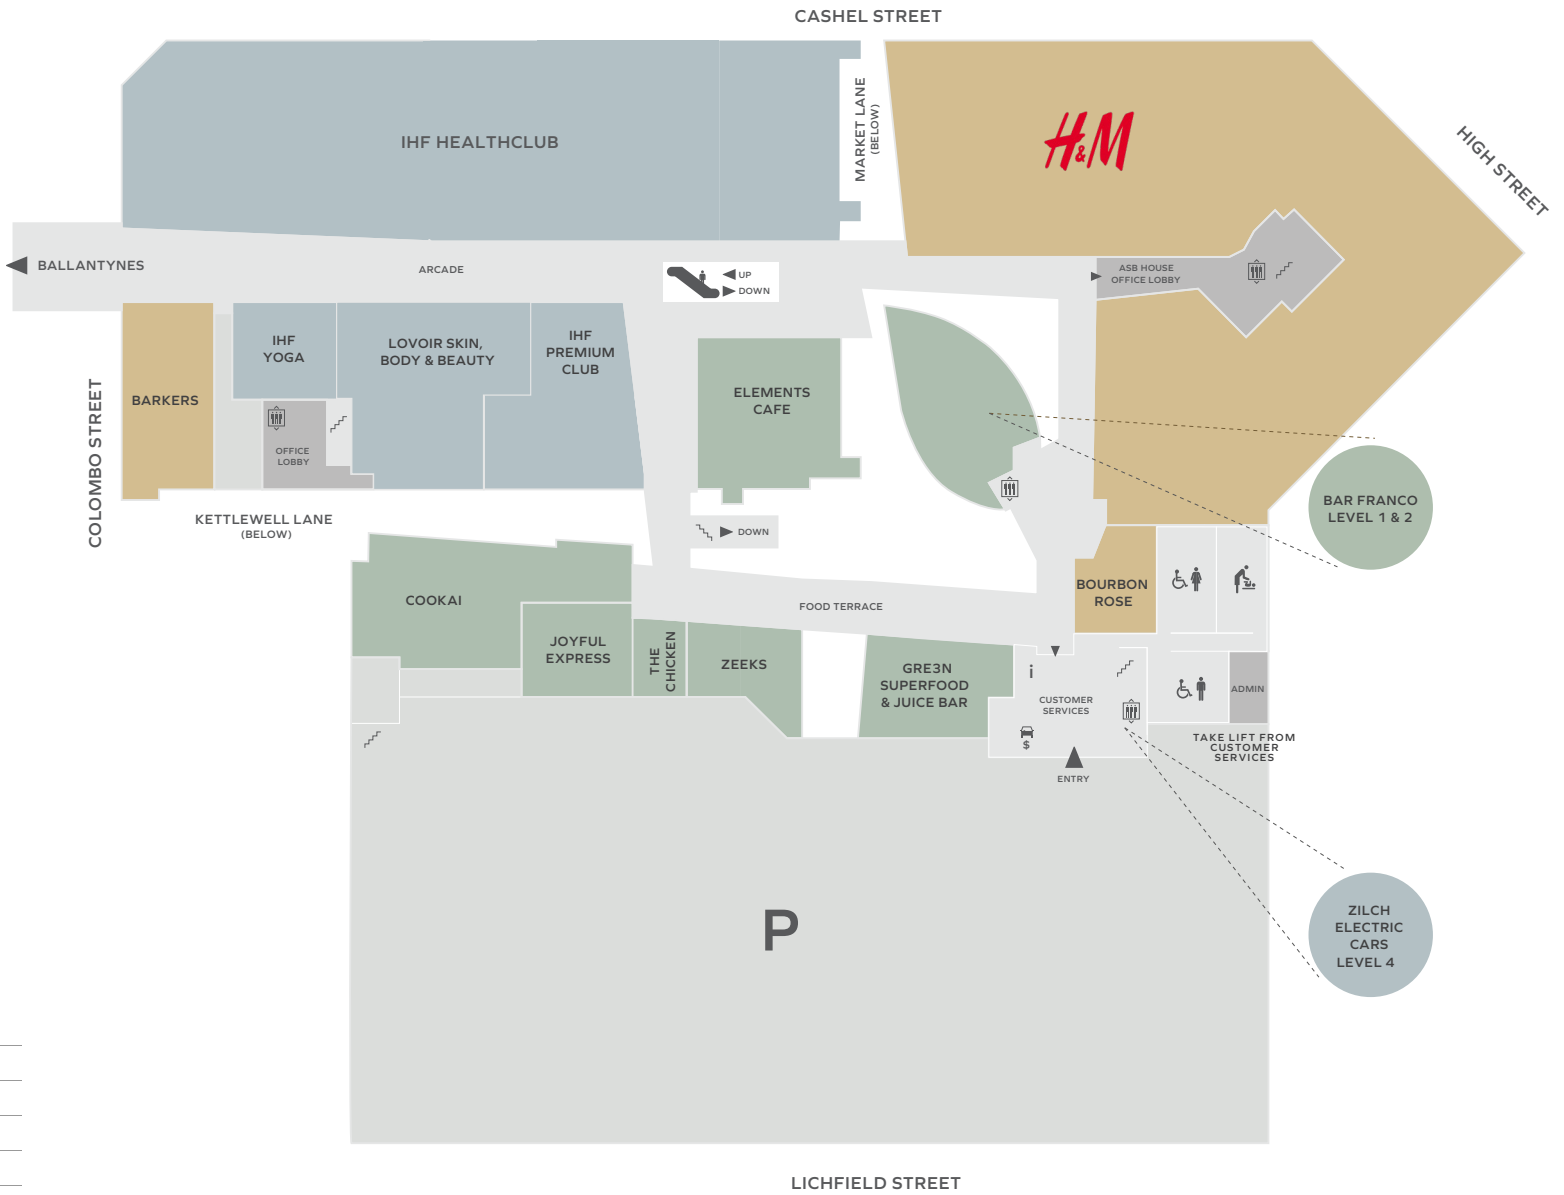 CASHEL STREET
IHF HEALTHCLUB
MARKET LANE
(BELOW)
H&M
HIGH STREET
BALLANTYNES
ARCADE
UP
DOWN
ASB HOUSE
OFFICE LOBBY
BARKERS
IHF
YOGA
LOVOIR SKIN,
BODY & BEAUTY
IHF
PREMIUM
CLUB
ELEMENTS
CAFE
OFFICE
LOBBY
COLOMBO STREET
KETTLEWELL LANE
(BELOW)
DOWN
BAR FRANCO
LEVEL 1 & 2
COOKAI
JOYFUL
EXPRESS
THE
CHICKEN
ZEEKS
FOOD TERRACE
BOURBON
ROSE
GRE3N
SUPERFOOD
& JUICE BAR
i
CUSTOMER
SERVICES
$
ADMIN
TAKE LIFT FROM
CUSTOMER
SERVICES
ENTRY
P
ZILCH
ELECTRIC
CARS
LEVEL 4
LICHFIELD STREET